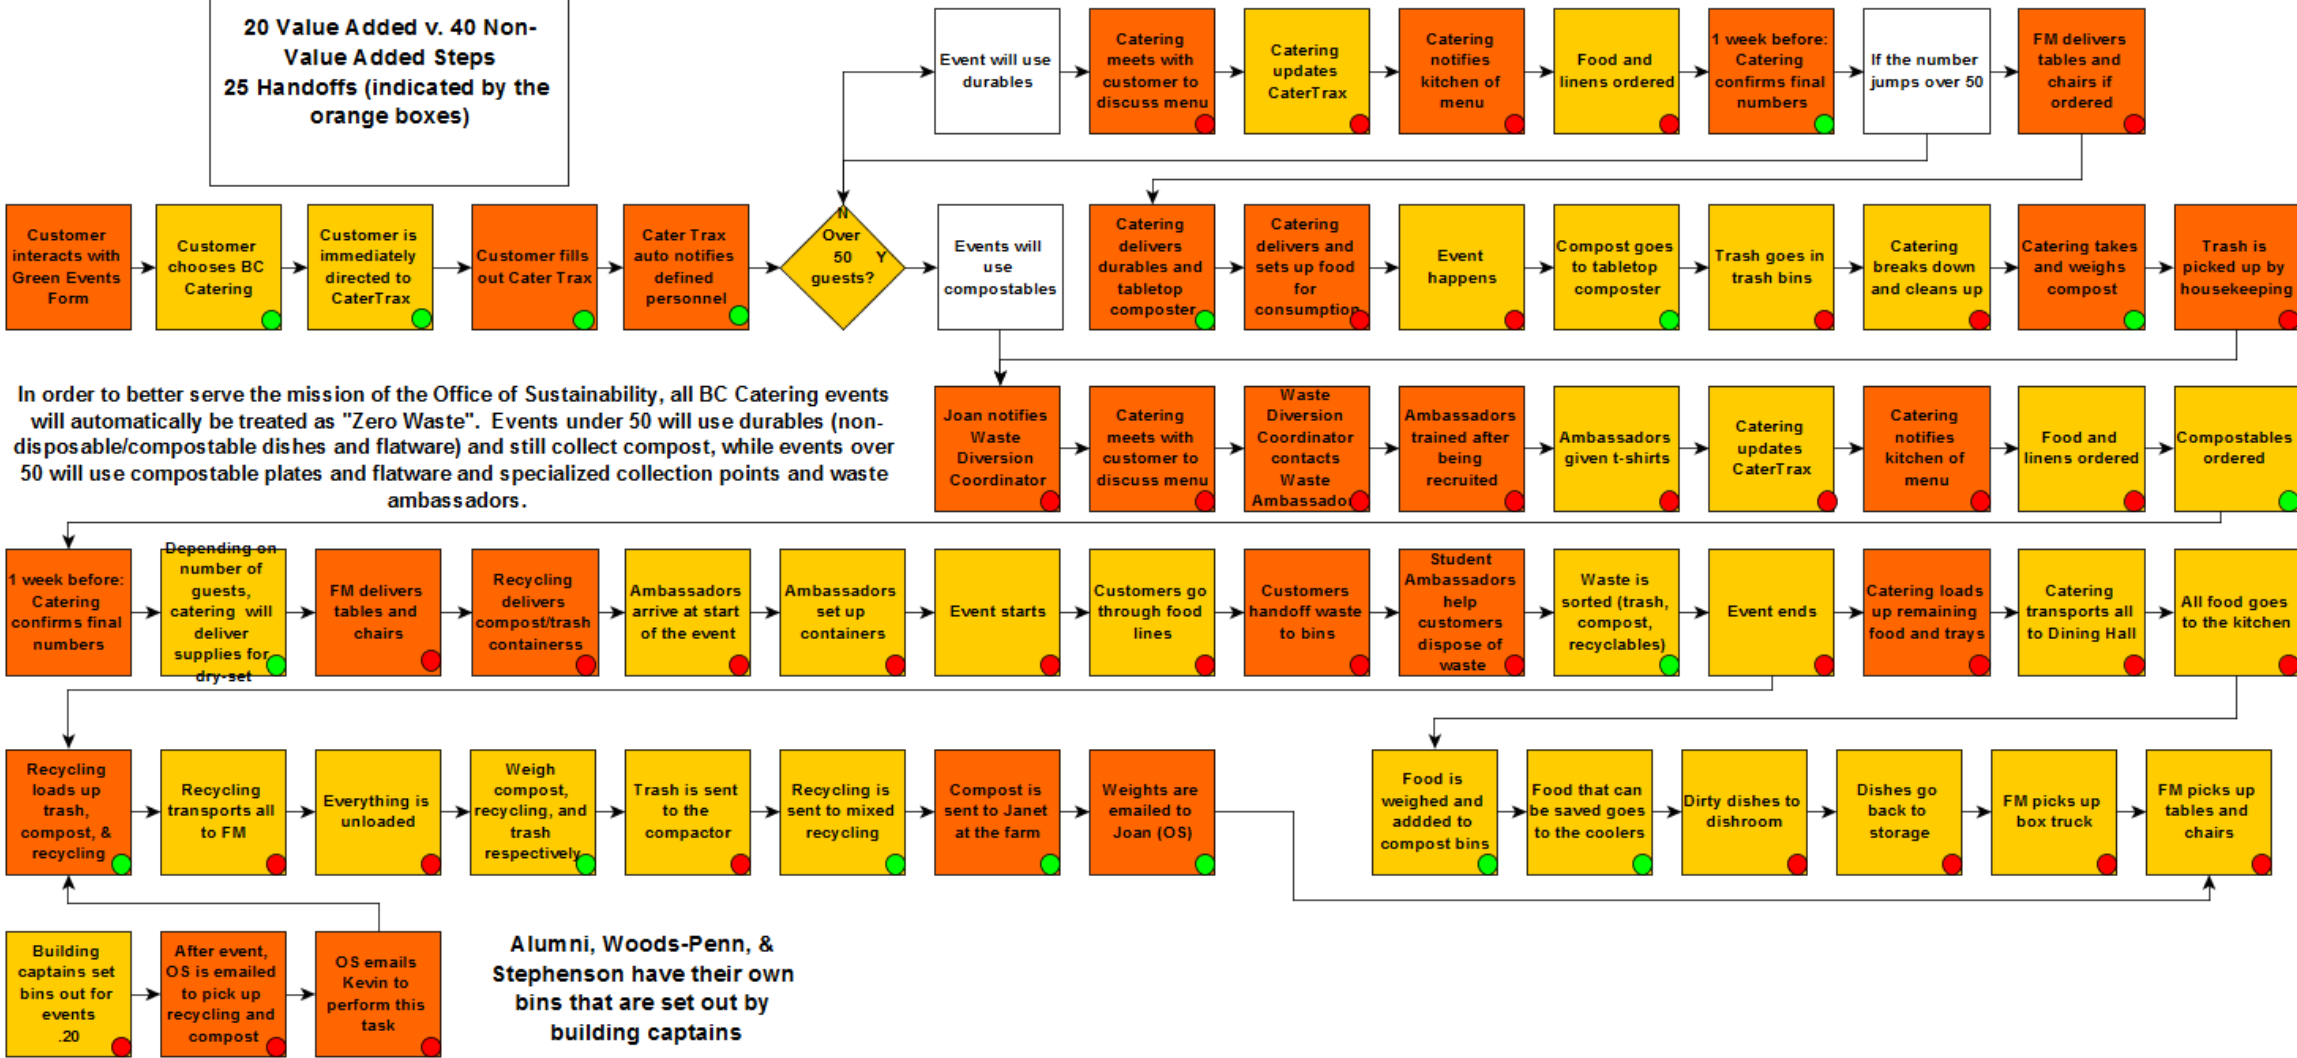 20 Value Added v. 40 Non-
Value Added Steps
25 Handoffs (indicated by the
orange boxes)
Event will use
durables
Catering
meets with
customer to
discuss menu
Catering
updates
CaterTrax
Catering
notifies
kitchen of
menu
Food and
linens ordered
1 week before:
Catering
confirms final
numbers
If the number
jumps over 50
FM delivers
tables and
chairs if
ordered
Customer
interacts with
Green Events
Form
Customer
chooses BC
Catering
Customer is
immediately
directed to
CaterTrax
Customer fills
out Cater Trax
Cater Trax
auto notifies
defined
personnel
N
Over
50 Y
guests?
Events will
use
compostables
Catering
delivers
durables and
tabletop
composter
Catering
delivers and
sets up food
for
consumption
Event
happens
Compost goes
to tabletop
composter
Trash goes in
trash bins
Catering
breaks down
and cleans up
Catering takes
and weighs
compost
Trash is
picked up by
housekeeping
In order to better serve the mission of the Office of Sustainability, all BC Catering events
will automatically be treated as "Zero Waste". Events under 50 will use durables (non-
disposable/compostable dishes and flatware) and still collect compost, while events over
50 will use compostable plates and flatware and specialized collection points and waste
ambassadors.
Joan notifies
Waste
Diversion
Coordinator
Catering
meets with
customer to
discuss menu
Waste
Diversion
Coordinator
contacts
Waste
Ambassador
Ambassadors
trained after
being
recruited
Ambassadors
given t-shirts
Catering
updates
CaterTrax
Catering
notifies
kitchen of
menu
Food and
linens ordered
Compostables
ordered
1 week before:
Catering
confirms final
numbers
Depending on
number of
guests,
catering will
deliver
supplies for
dry-set
FM delivers
tables and
chairs
Recycling
delivers
compost/trash
containerss
Ambassadors
arrive at start
of the event
Ambassadors
set up
containers
Event starts
Customers go
through food
lines
Customers
handoff waste
to bins
Student
Ambassadors
help
customers
dispose of
waste
Waste is
sorted (trash,
compost,
recyclables)
Event ends
Catering loads
up remaining
food and trays
Catering
transports all
to Dining Hall
All food goes
to the kitchen
Recycling
loads up
trash,
compost, &
recycling
Recycling
transports all
to FM
Everything is
unloaded
Weigh
compost,
recycling, and
trash
respectively
Trash is sent
to the
compactor
Recycling is
sent to mixed
recycling
Compost is
sent to Janet
at the farm
Weights are
emailed to
Joan (OS)
Food is
weighed and
addded to
compost bins
Food that can
be saved goes
to the coolers
Dirty dishes to
dishroom
Dishes go
back to
storage
FM picks up
box truck
FM picks up
tables and
chairs
Building
captains set
bins out for
events
.20
After event,
OS is emailed
to pick up
recycling and
compost
OS emails
Kevin to
perform this
task
Alumni, Woods-Penn, &
Stephenson have their own
bins that are set out by
building captains